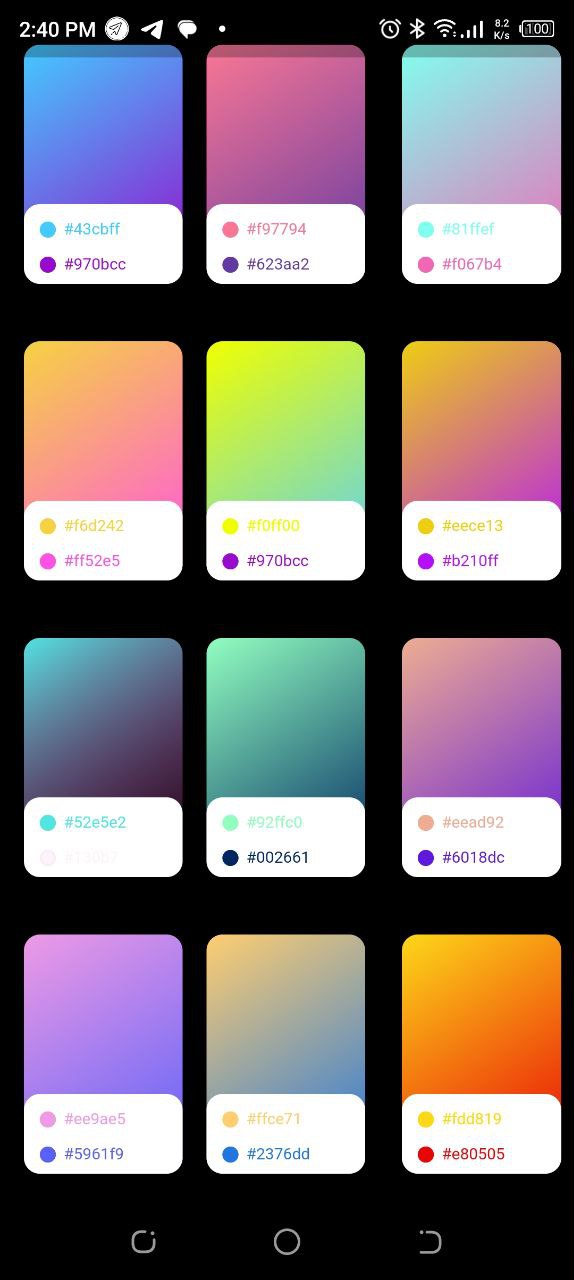 2:40 PM 8.2 K/s 100
#43cbff #f97794 #81ffef
#970bcc #623aa2 #f067b4
#f6d242 #f0ff00 #eece13
#ff52e5 #970bcc #b210ff
#52e5e2 #92ffc0 #eead92
#002661 #6018dc
#ee9ae5 #ffce71 #fdd819
#5961f9 #2376dd #e80505